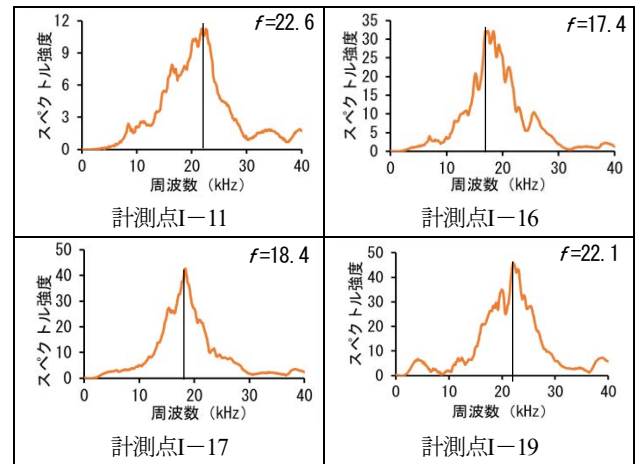 f=22.6
12
9
6
3
0
スペクトル強度
0 10 20 30 40
周波数 (kHz)
計測点I－11
f=17.4
35
30
25
20
15
10
5
0
スペクトル強度
0 10 20 30 40
周波数 (kHz)
計測点I－16
f=18.4
50
40
30
20
10
0
スペクトル強度
0 20 40
周波数 (kHz)
計測点I－17
f=22.1
50
40
30
20
10
0
スペクトル強度
0 10 20 30 40
周波数 (kHz)
計測点I－19